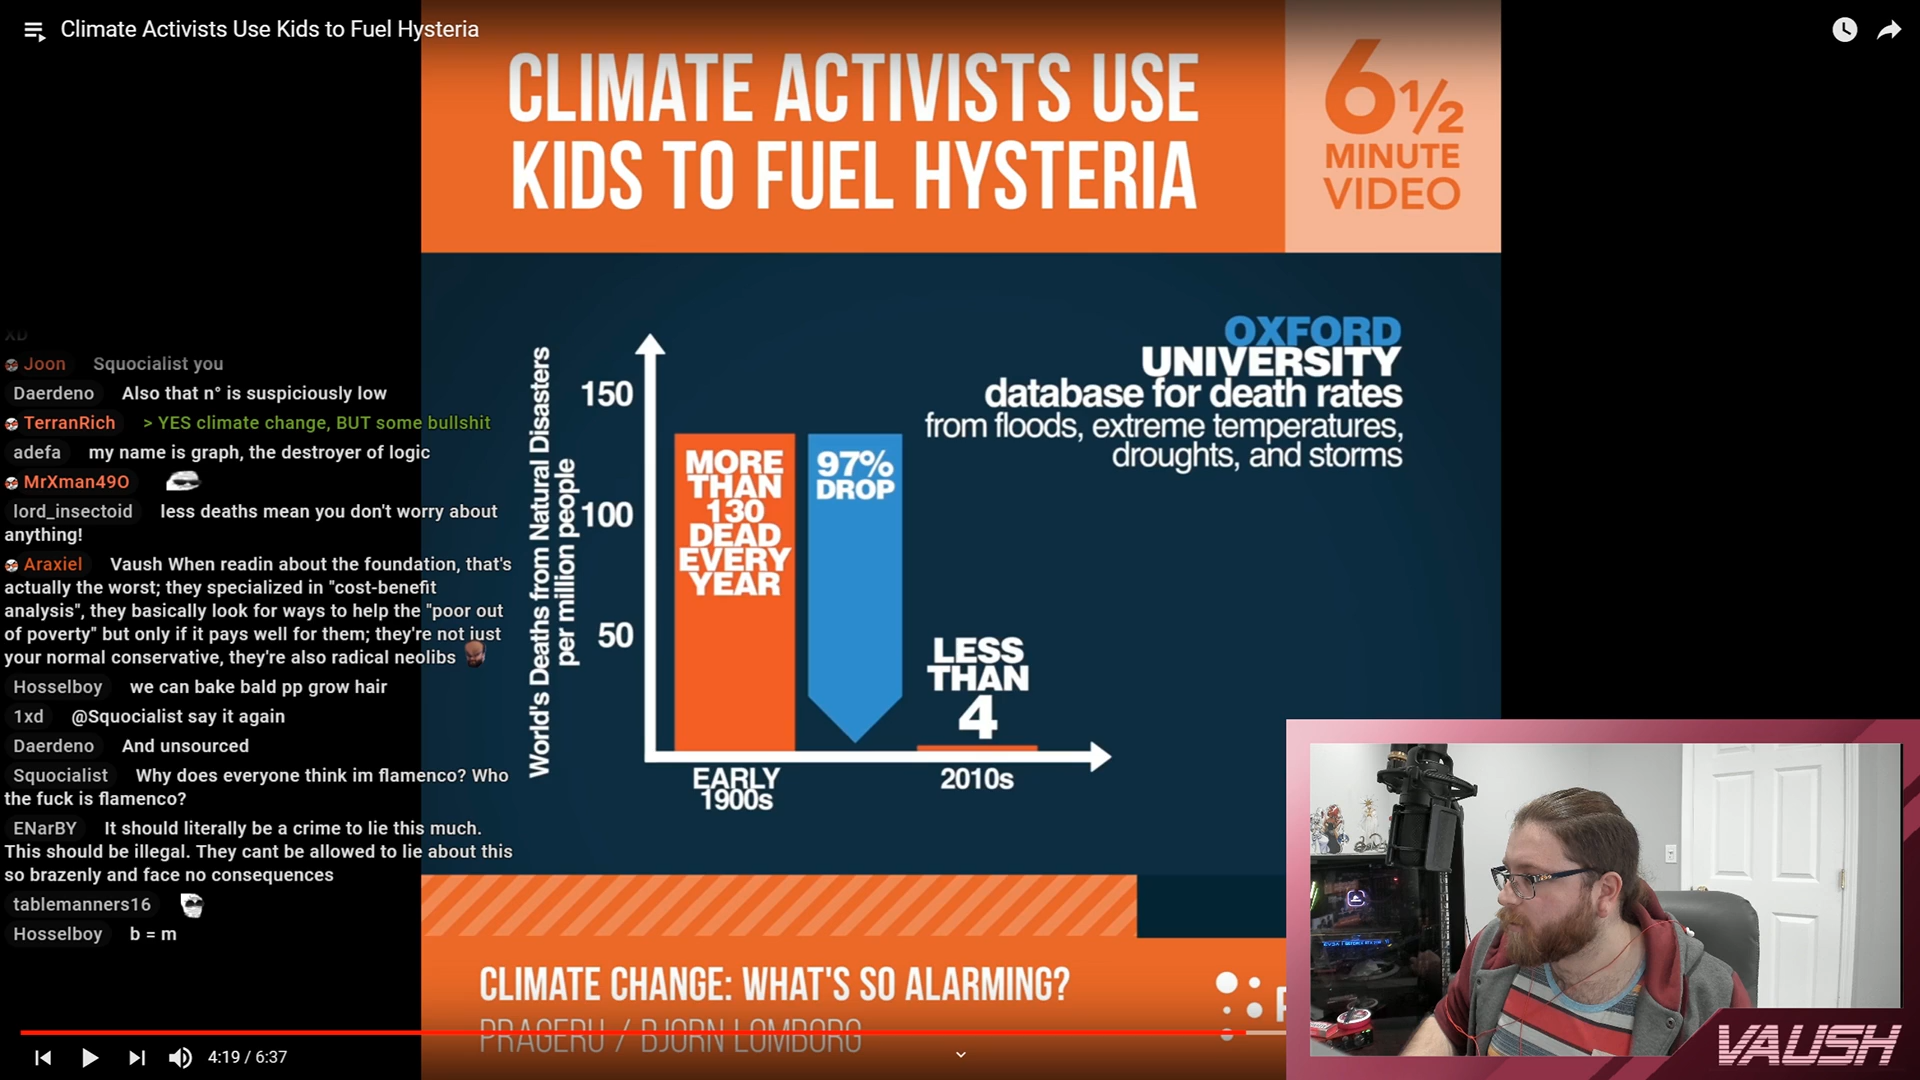 Climate Activists Use Kids to Fuel Hysteria
CLIMATE ACTIVISTS USE
KIDS TO FUEL HYSTERIA
6 1/2
MINUTE
VIDEO
XD
Joon Squocialist you
Daerdeno Also that n° is suspiciously low
TerranRich > YES climate change, BUT some bullshit
adefa my name is graph, the destroyer of logic
MrXman49O
lord_insectoid less deaths mean you don't worry about
anything!
Araxiel Vaush When readin about the foundation, that's
actually the worst; they specialized in "cost-benefit
analysis", they basically look for ways to help the "poor out
of poverty" but only if it pays well for them; they're not just
your normal conservative, they're also radical neolibs
Hosselboy we can bake bald pp grow hair
1xd @Squocialist say it again
Daerdeno And unsourced
Squocialist Why does everyone think im flamenco? Who
the fuck is flamenco?
ENarBY It should literally be a crime to lie this much.
This should be illegal. They cant be allowed to lie about this
so brazenly and face no consequences
tablemanners16
Hosselboy b = m
World's Deaths from Natural Disasters
per million people
150
100
50
MORE
THAN
130
DEAD
EVERY
YEAR
97%
DROP
LESS
THAN
4
EARLY
1900s
2010s
OXFORD
UNIVERSITY
database for death rates
from floods, extreme temperatures,
droughts, and storms
CLIMATE CHANGE: WHAT'S SO ALARMING?
PRAGERU / BJORN LOMBORG
4:19 / 6:37
VAUSH